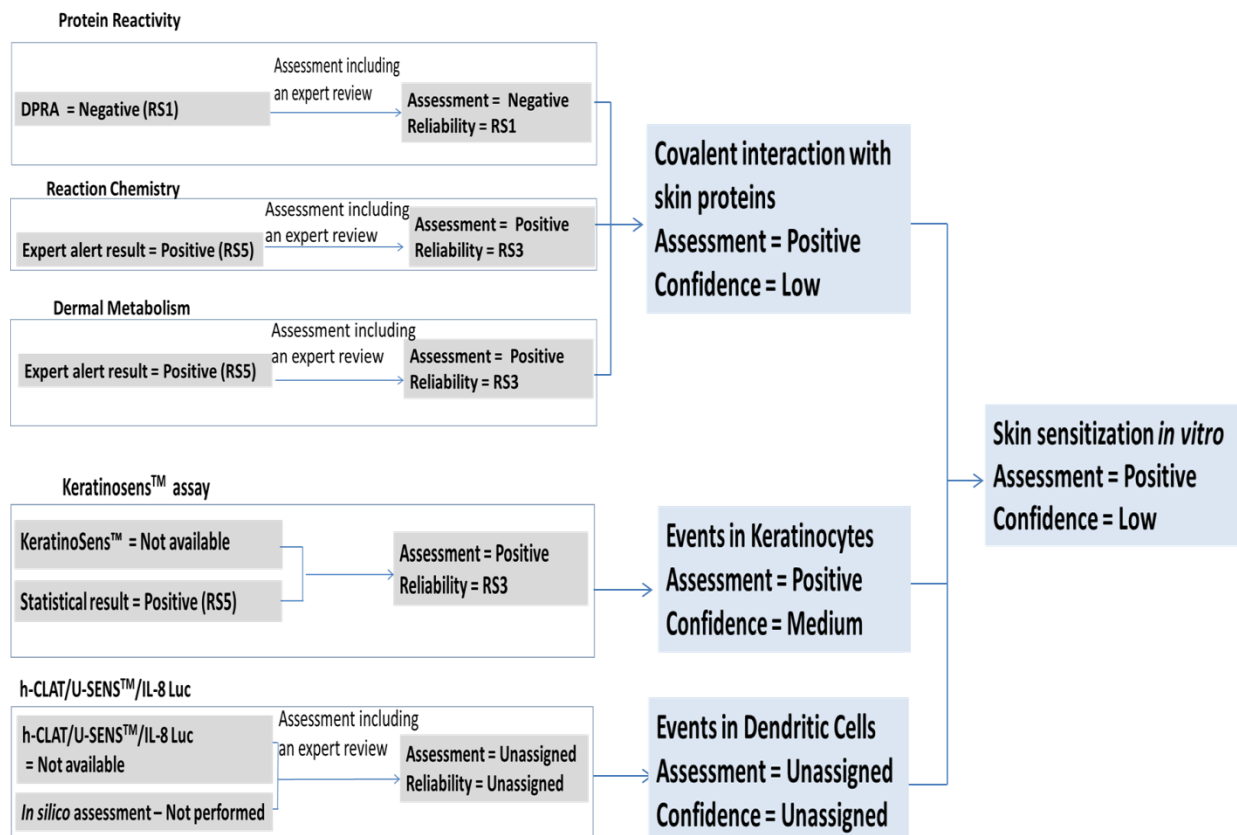 Protein Reactivity
DPRA = Negative (RS1)
Assessment including
an expert review
Assessment = Negative
Reliability = RS1
Reaction Chemistry
Expert alert result = Positive (RS5)
Assessment including
an expert review
Assessment = Positive
Reliability = RS3
Dermal Metabolism
Expert alert result = Positive (RS5)
Assessment including
an expert review
Assessment = Positive
Reliability = RS3
Covalent interaction with
skin proteins
Assessment = Positive
Confidence = Low
Keratinosens™ assay
KeratinoSens™ = Not available
Statistical result = Positive (RS5)
Assessment = Positive
Reliability = RS3
Events in Keratinocytes
Assessment = Positive
Confidence = Medium
h-CLAT/U-SENS™/IL-8 Luc
h-CLAT/U-SENS™/IL-8 Luc
= Not available
In silico assessment – Not performed
Assessment including
an expert review
Assessment = Unassigned
Reliability = Unassigned
Events in Dendritic Cells
Assessment = Unassigned
Confidence = Unassigned
Skin sensitization in vitro
Assessment = Positive
Confidence = Low